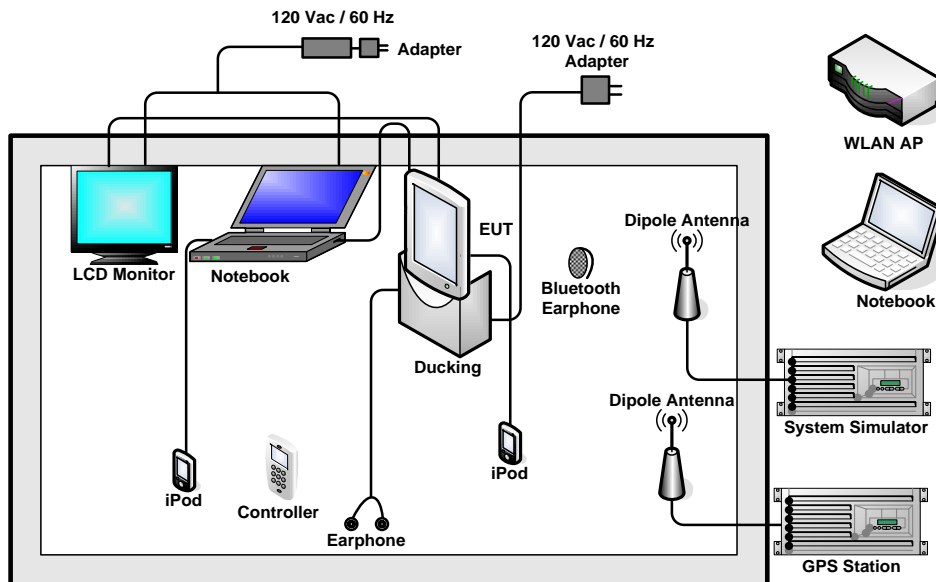 120 Vac / 60 Hz
Adapter
120 Vac / 60 Hz
Adapter
WLAN AP
LCD Monitor
Notebook
EUT
Bluetooth
Earphone
Dipole Antenna
Notebook
Ducking
System Simulator
Dipole Antenna
iPod
Controller
Earphone
iPod
GPS Station